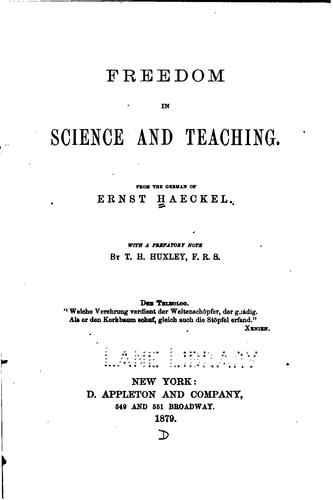 FREEDOM
IN
SCIENCE AND TEACHING.
FROM THE GERMAN OF
ERNST HAECKEL.
WITH A PREFATORY NOTE
BY T. H. HUXLEY, F. R. S.
DER TELEOLOG.
"Welche Verehrung verdient der Weltenschöpfer, der gnädig.
Als er den Korkbaum schuf, gleich auch die Stöpfel erfand."
XENIEN.
LANE LIBRARY
NEW YORK:
D. APPLETON AND COMPANY,
549 AND 551 BROADWAY.
1879.
D